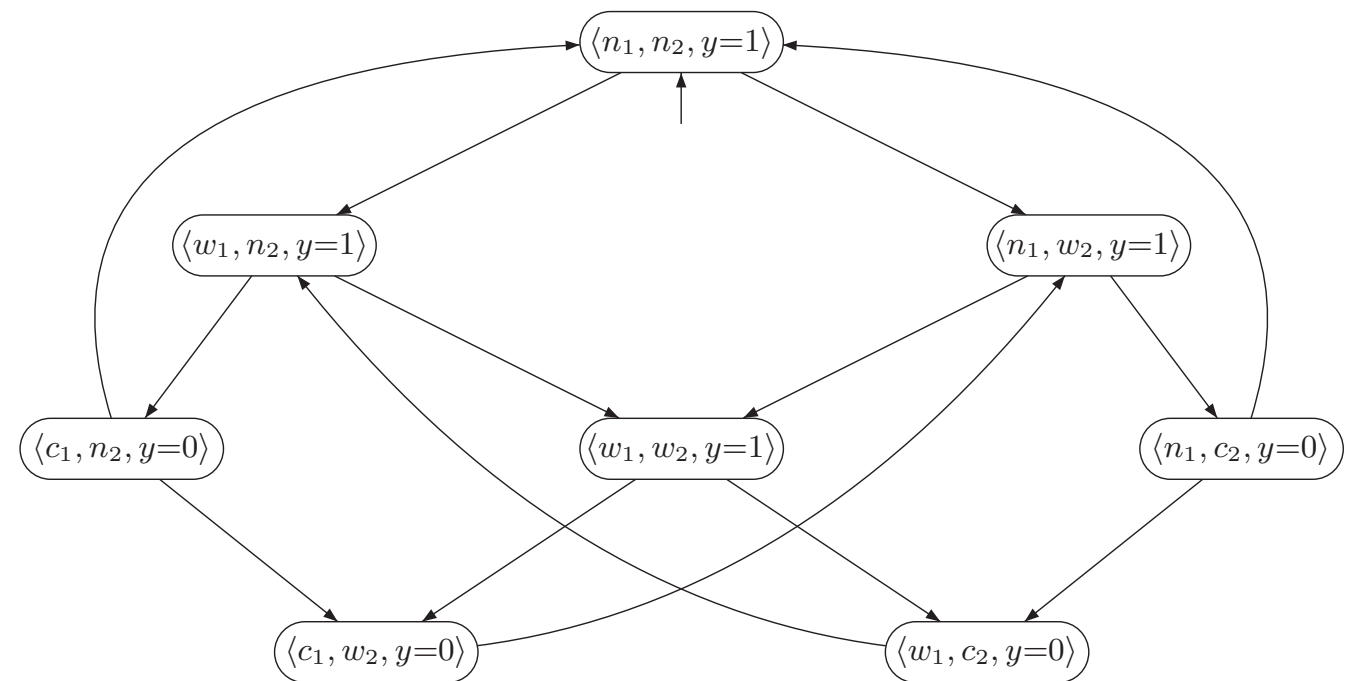 ⟨n₁, n₂, y=1⟩
⟨w₁, n₂, y=1⟩
⟨n₁, w₂, y=1⟩
⟨c₁, n₂, y=0⟩
⟨w₁, w₂, y=1⟩
⟨n₁, c₂, y=0⟩
⟨c₁, w₂, y=0⟩
⟨w₁, c₂, y=0⟩